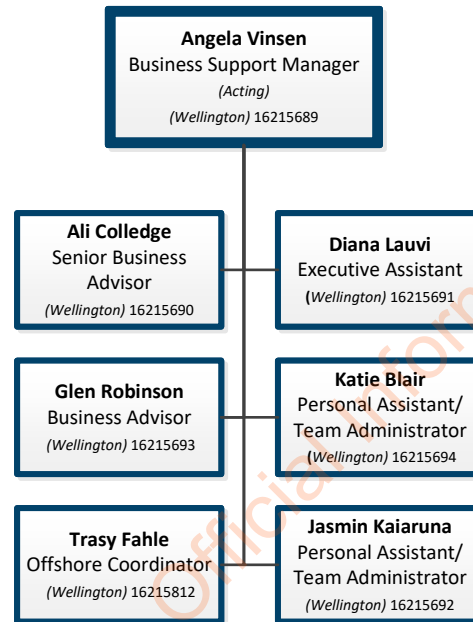 Angela Vinsen
Business Support Manager
(Acting)
(Wellington) 16215689
Ali Colledge
Senior Business
Advisor
(Wellington) 16215690
Diana Lauvi
Executive Assistant
(Wellington) 16215691
Glen Robinson
Business Advisor
(Wellington) 16215693
Katie Blair
Personal Assistant/
Team Administrator
(Wellington) 16215694
Trasy Fahle
Offshore Coordinator
(Wellington) 16215812
Jasmin Kaiaruna
Personal Assistant/
Team Administrator
(Wellington) 16215692
Official Inform